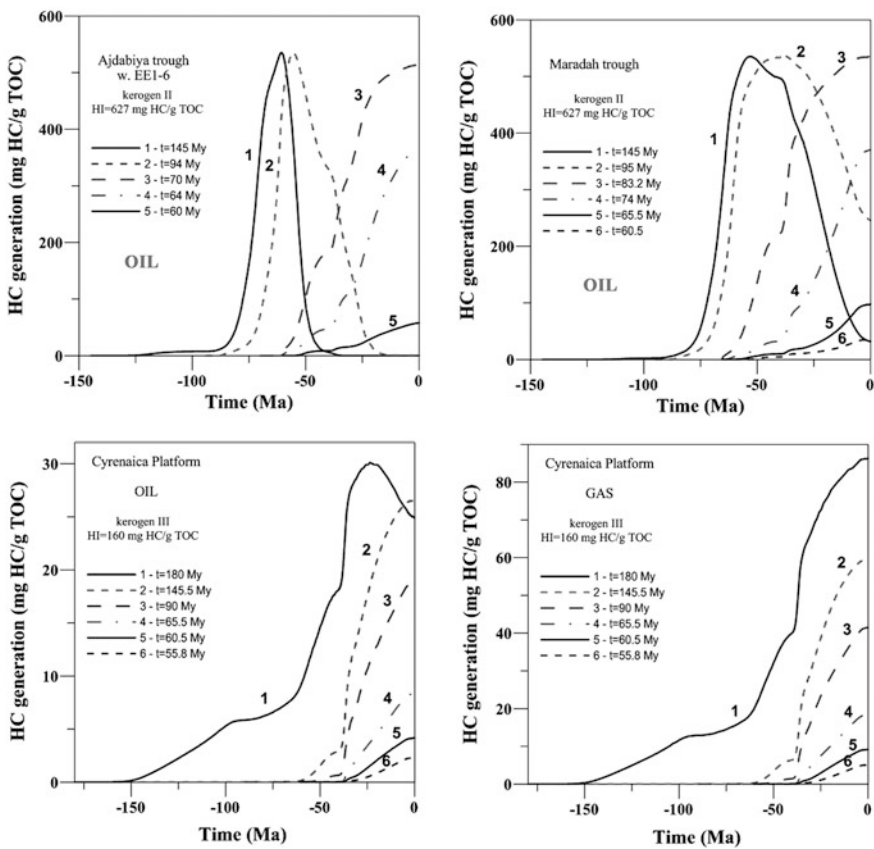 600
400
200
0
HC generation (mg HC/g TOC)
Ajdabiya trough
w. EE1-6
kerogen II
HI=627 mg HC/g TOC
1 - t=145 My
2 - t=94 My
3 - t=70 My
4 - t=64 My
5 - t=60 My
OIL
1
2
3
4
5
-150
-100
-50
0
Time (Ma)
600
400
200
0
HC generation (mg HC/g TOC)
Maradah trough
kerogen II
HI=627 mg HC/g TOC
1 - t=145 My
2 - t=95 My
3 - t=83.2 My
4 - t=74 My
5 - t=65.5 My
6 - t=60.5
OIL
1
2
3
4
5
6
-150
-100
-50
0
Time (Ma)
30
20
10
0
HC generation (mg HC/g TOC)
Cyrenaica Platform
OIL
kerogen III
HI=160 mg HC/g TOC
1 - t=180 My
2 - t=145.5 My
3 - t=90 My
4 - t=65.5 My
5 - t=60.5 My
6 - t=55.8 My
1
2
3
4
5
6
-150
-100
-50
0
Time (Ma)
80
60
40
20
0
HC generation (mg HC/g TOC)
Cyrenaica Platform
GAS
kerogen III
HI=160 mg HC/g TOC
1 - t=180 My
2 - t=145.5 My
3 - t=90 My
4 - t=65.5 My
5 - t=60.5 My
6 - t=55.8 My
1
2
3
4
5
6
-150
-100
-50
0
Time (Ma)